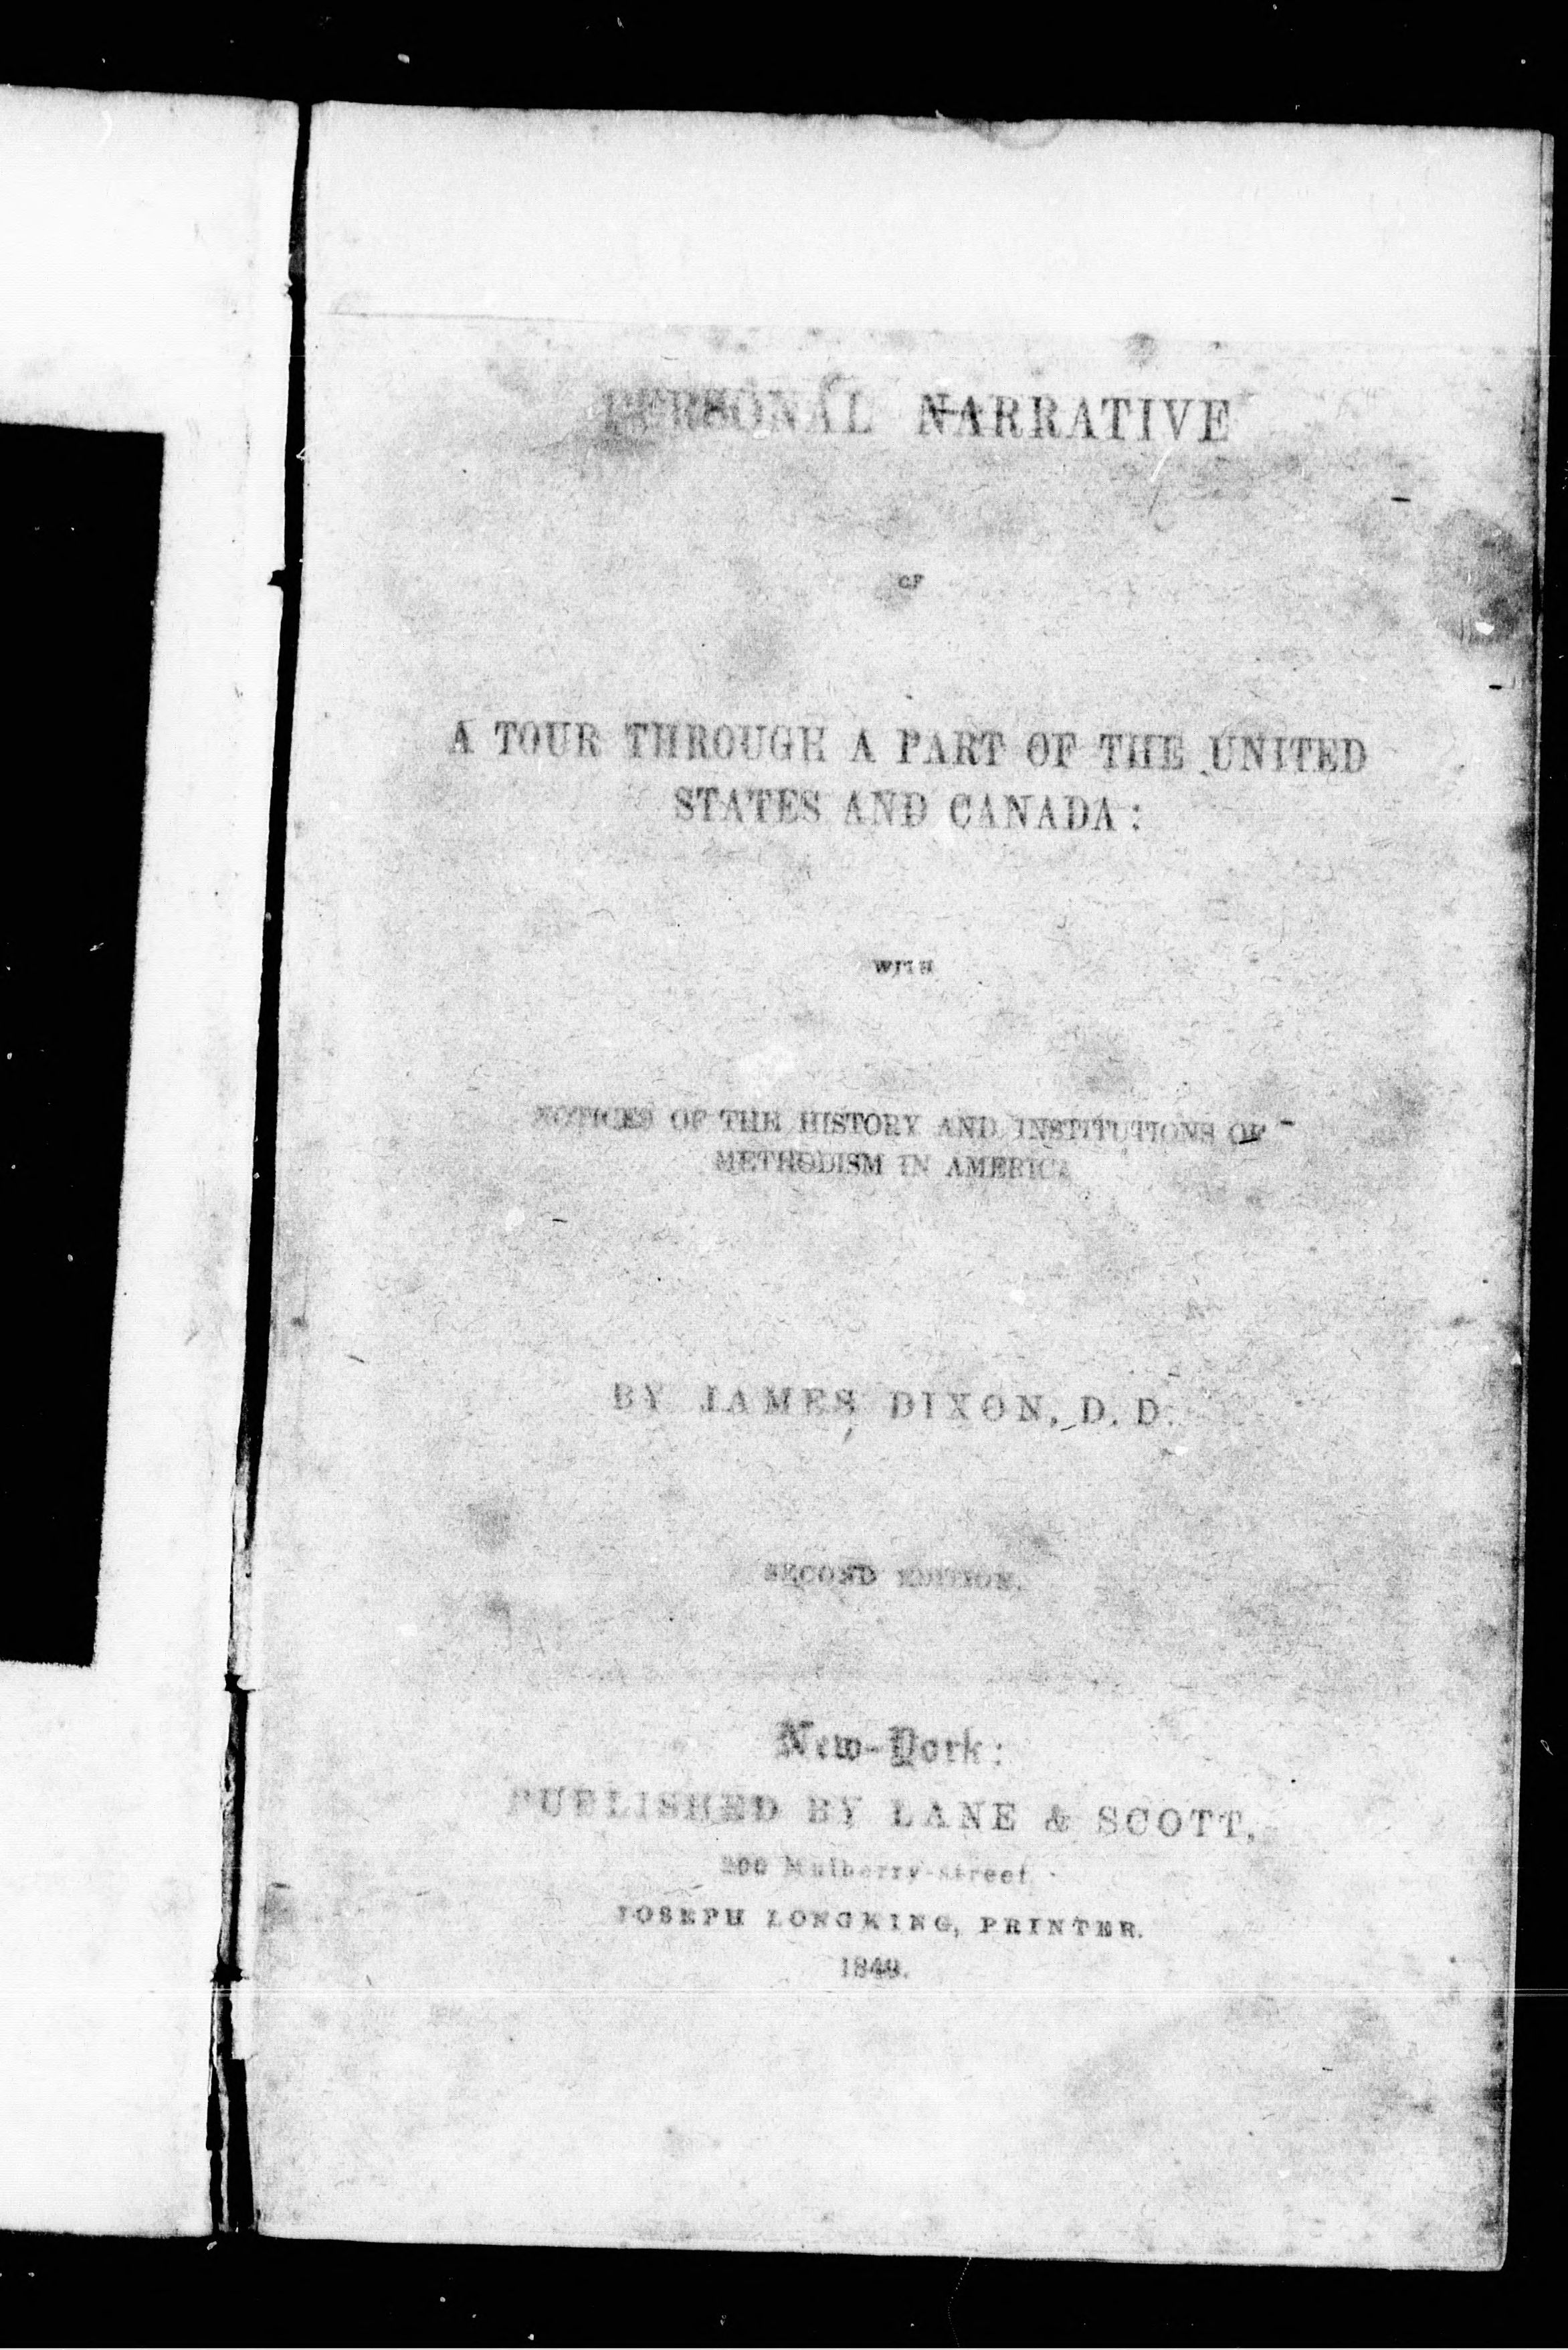 PERSONAL NARRATIVE
OF
A TOUR THROUGH A PART OF THE UNITED
STATES AND CANADA:
WITH
NOTICES OF THE HISTORY AND INSTITUTIONS OF
METHODISM IN AMERICA
BY JAMES DIXON, D. D.
SECOND EDITION.
New-York:
PUBLISHED BY LANE & SCOTT,
200 Mulberry-street
JOSEPH LONGKING, PRINTER.
1849.